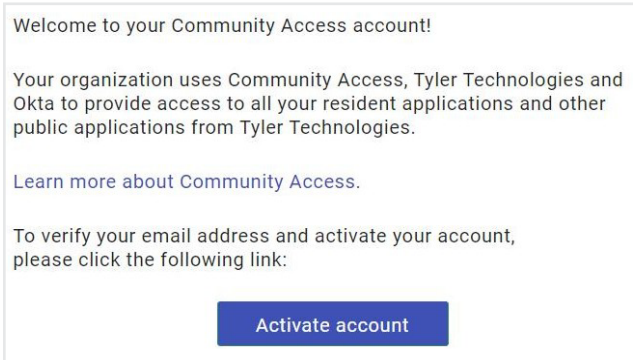 Welcome to your Community Access account!
Your organization uses Community Access, Tyler Technologies and
Okta to provide access to all your resident applications and other
public applications from Tyler Technologies.
Learn more about Community Access.
To verify your email address and activate your account,
please click the following link:
Activate account